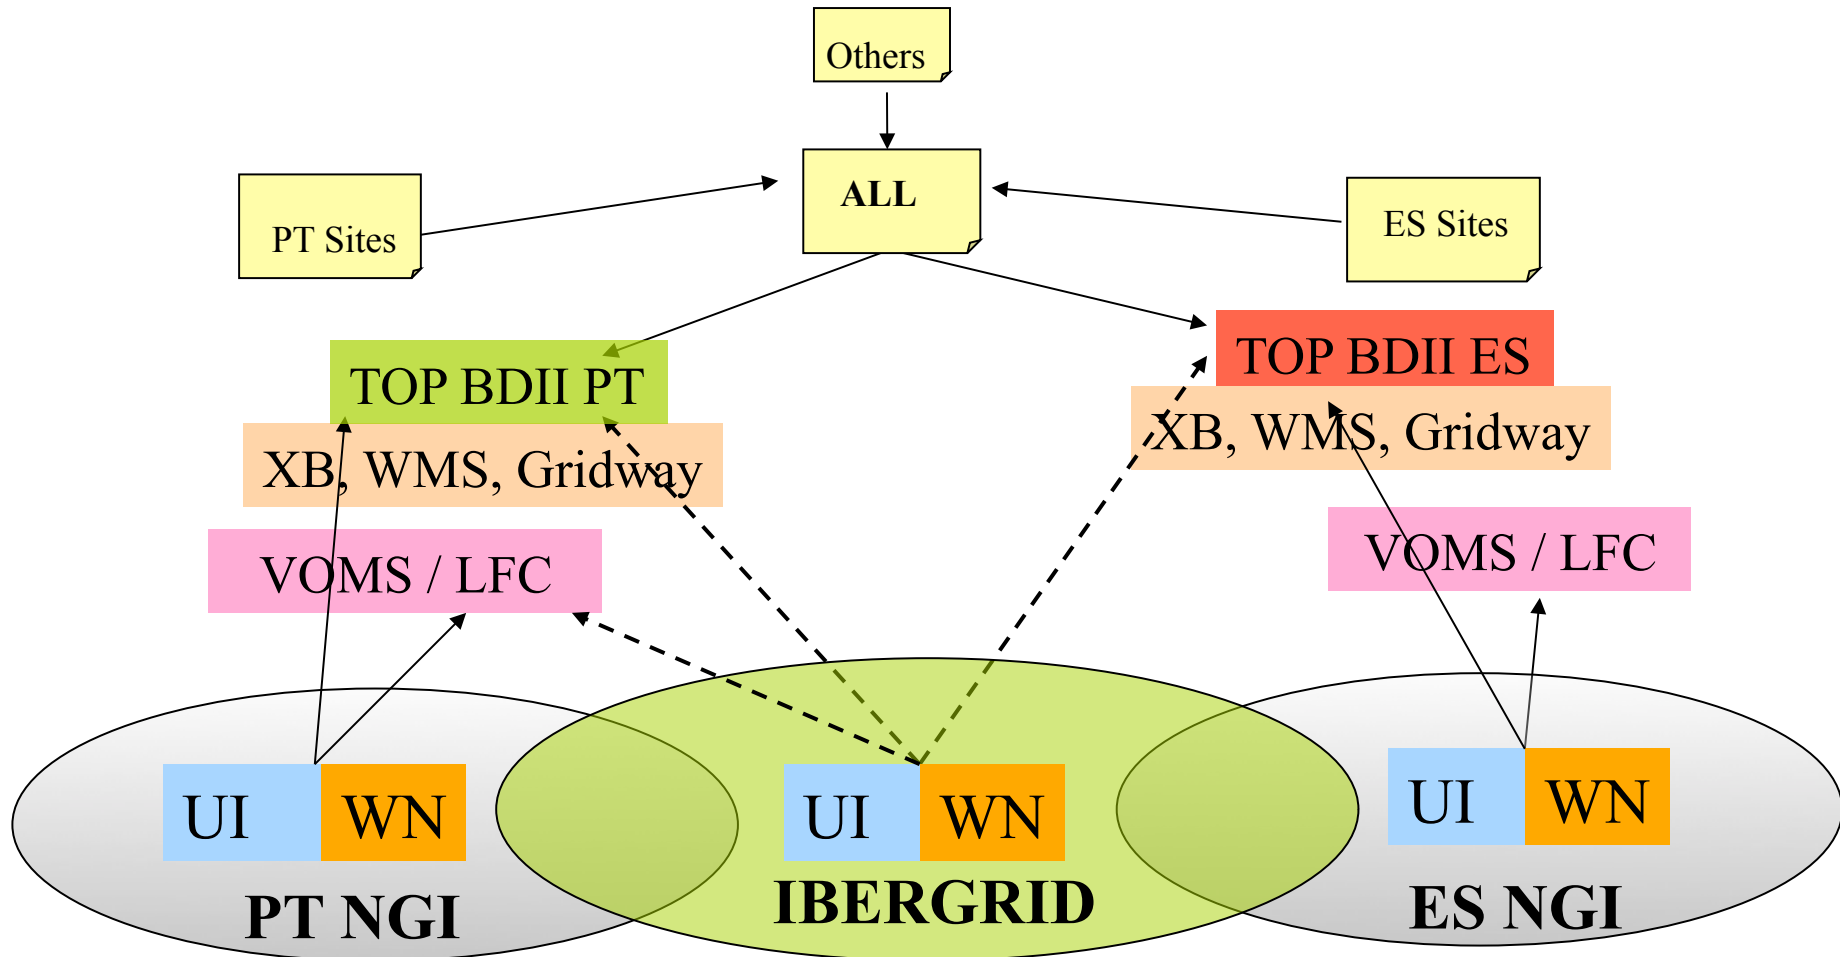 Others
ALL
PT Sites
ES Sites
TOP BDII PT
TOP BDII ES
XB, WMS, Gridway
XB, WMS, Gridway
VOMS / LFC
VOMS / LFC
UI WN
UI WN
UI WN
PT NGI
IBERGRID
ES NGI